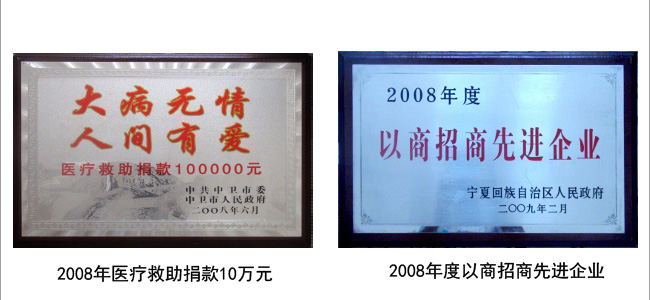 大病无情
人间有爱
医疗救助捐款100000元
中共中卫市委
中卫市人民政府
二〇〇八年六月
2008年医疗救助捐款10万元
2008年度
以商招商先进企业
宁夏回族自治区人民政府
二〇〇九年二月
2008年度以商招商先进企业